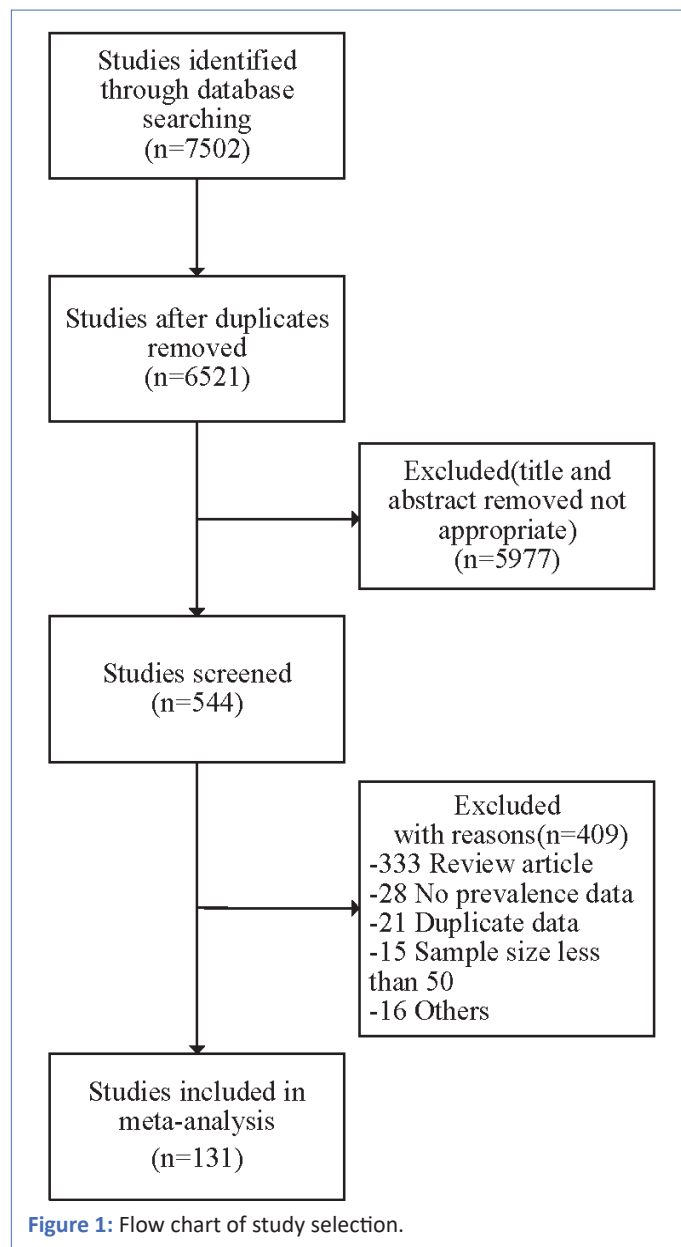 Studies identified
through database
searching
(n=7502)
Studies after duplicates
removed
(n=6521)
Excluded(title and
abstract removed not
appropriate)
(n=5977)
Studies screened
(n=544)
Excluded
with reasons(n=409)
-333 Review article
-28 No prevalence data
-21 Duplicate data
-15 Sample size less
than 50
-16 Others
Studies included in
meta-analysis
(n=131)
Figure 1: Flow chart of study selection.